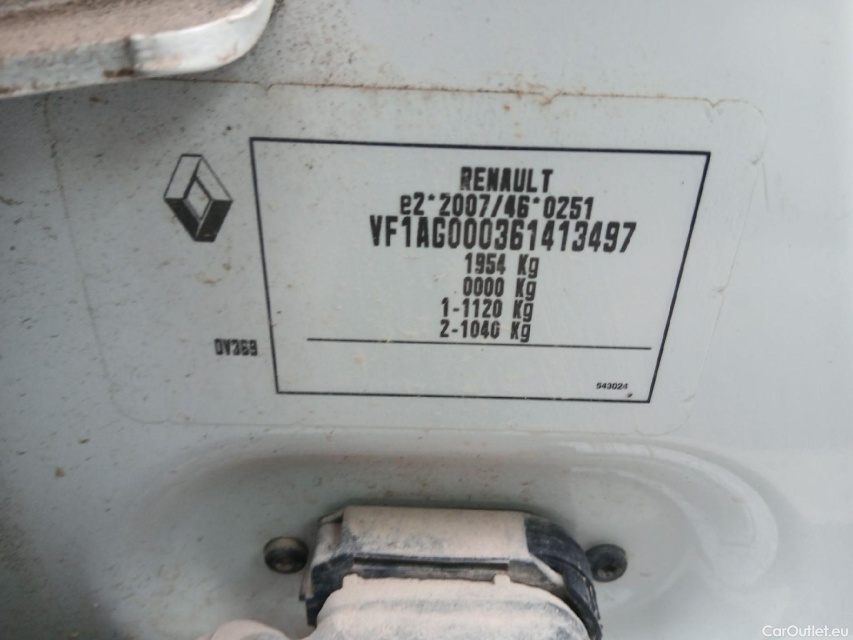 RENAULT
e2*2007/46*0251
VF1AG000361413497
1954 Kg
0000 Kg
1-1120 Kg
2-1040 Kg
0V369
543024
CarOutlet.eu